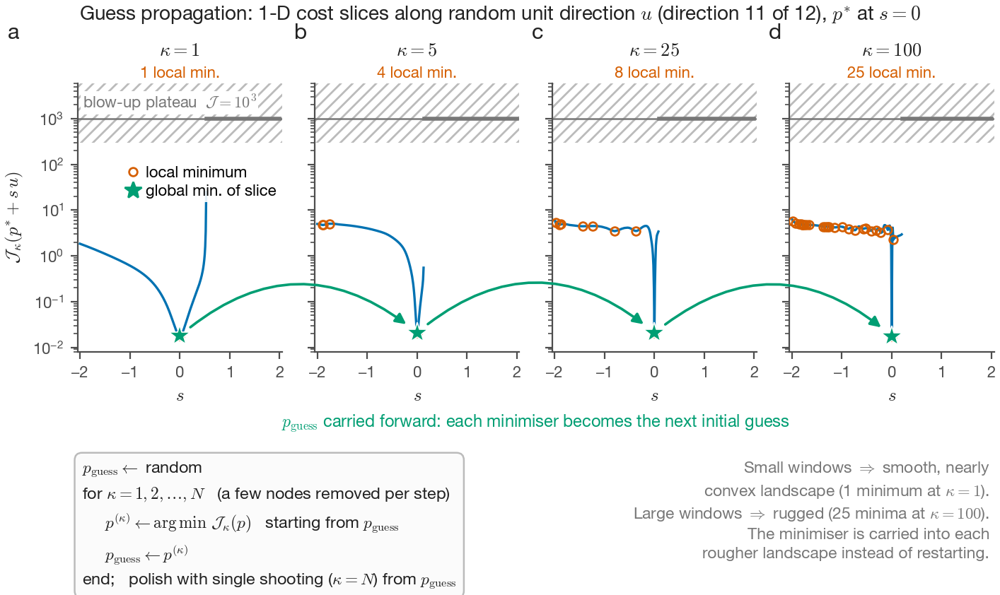 Guess propagation: 1-D cost slices along random unit direction u (direction 11 of 12), p* at s = 0
a
b
c
d
κ = 1
κ = 5
κ = 25
κ = 100
1 local min.
4 local min.
8 local min.
25 local min.
blow-up plateau 𝒥 = 10³
local minimum
global min. of slice
𝒥κ(p* + s u)
10³
10²
10¹
10⁰
10⁻¹
10⁻²
−2 −1 0 1 2
−2 −1 0 1 2
−2 −1 0 1 2
−2 −1 0 1 2
s
s
s
s
p_guess carried forward: each minimiser becomes the next initial guess
p_guess ← random
for κ = 1, 2, ..., N (a few nodes removed per step)
p^(κ) ← arg min 𝒥κ(p) starting from p_guess
p_guess ← p^(κ)
end; polish with single shooting (κ = N) from p_guess
Small windows ⇒ smooth, nearly
convex landscape (1 minimum at κ = 1).
Large windows ⇒ rugged (25 minima at κ = 100).
The minimiser is carried into each
rougher landscape instead of restarting.